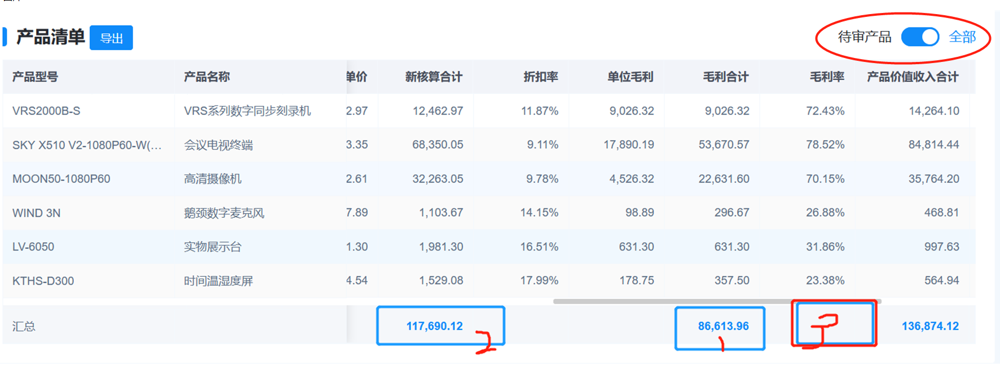 产品清单 导出 待审产品 全部
产品型号 产品名称 单价 新核算合计 折扣率 单位毛利 毛利合计 毛利率 产品价值收入合计
VRS2000B-S VRS系列数字同步刻录机 2.97 12,462.97 11.87% 9,026.32 9,026.32 72.43% 14,264.10
SKY X510 V2-1080P60-W(... 会议电视终端 3.35 68,350.05 9.11% 17,890.19 53,670.57 78.52% 84,814.44
MOON50-1080P60 高清摄像机 2.61 32,263.05 9.78% 4,526.32 22,631.60 70.15% 35,764.20
WIND 3N 鹅颈数字麦克风 7.89 1,103.67 14.15% 98.89 296.67 26.88% 468.81
LV-6050 实物展示台 1.30 1,981.30 16.51% 631.30 631.30 31.86% 997.63
KTHS-D300 时间温湿度屏 4.54 1,529.08 17.99% 178.75 357.50 23.38% 564.94
汇总 117,690.12 2 86,613.96 1 136,874.12